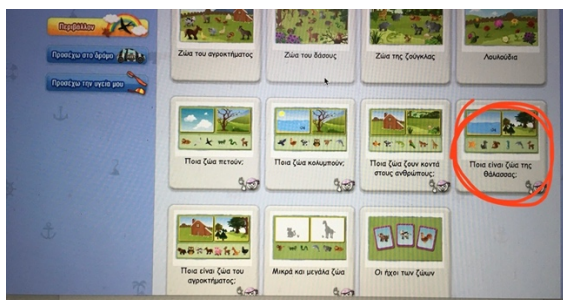 Περιβάλλον
Προσέχω στο δρόμο
Προσέχω την υγεία μου
Ζώα του αγροκτήματος
Ζώα του δάσους
Ζώα της ζούγκλας
Λουλούδια
Ποια ζώα πετούν;
Ποια ζώα κολυμπούν;
Ποια ζώα ζουν κοντά
στους ανθρώπους;
Ποια είναι ζώα της
θάλασσας;
Ποια είναι ζώα του
αγροκτήματος;
Μικρά και μεγάλα ζώα
Οι ήχοι των ζώων